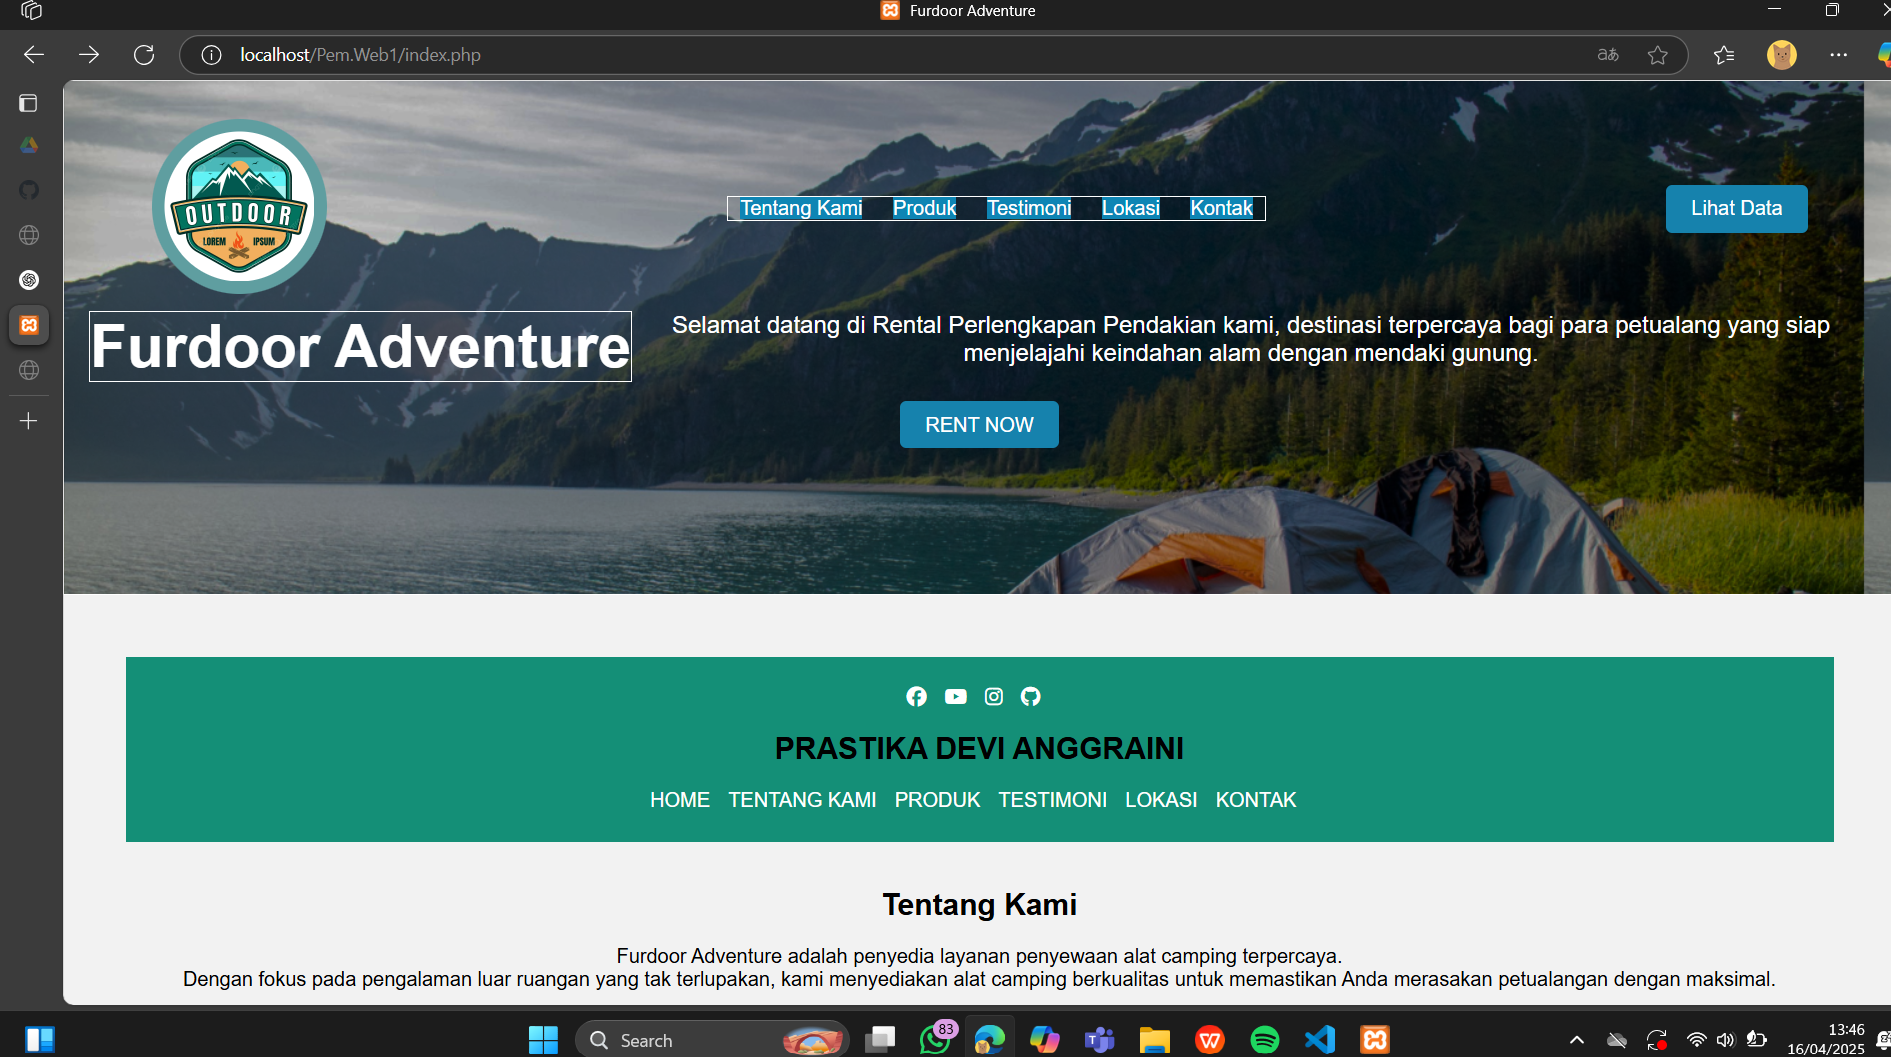 Furdoor Adventure
localhost/Pem.Web1/index.php
aあ
OUTDOOR
LOREM IPSUM
Tentang Kami Produk Testimoni Lokasi Kontak
Lihat Data
Furdoor Adventure
Selamat datang di Rental Perlengkapan Pendakian kami, destinasi terpercaya bagi para petualang yang siap
menjelajahi keindahan alam dengan mendaki gunung.
RENT NOW
PRASTIKA DEVI ANGGRAINI
HOME TENTANG KAMI PRODUK TESTIMONI LOKASI KONTAK
Tentang Kami
Furdoor Adventure adalah penyedia layanan penyewaan alat camping terpercaya.
Dengan fokus pada pengalaman luar ruangan yang tak terlupakan, kami menyediakan alat camping berkualitas untuk memastikan Anda merasakan petualangan dengan maksimal.
Search
83
13:46
16/04/2025